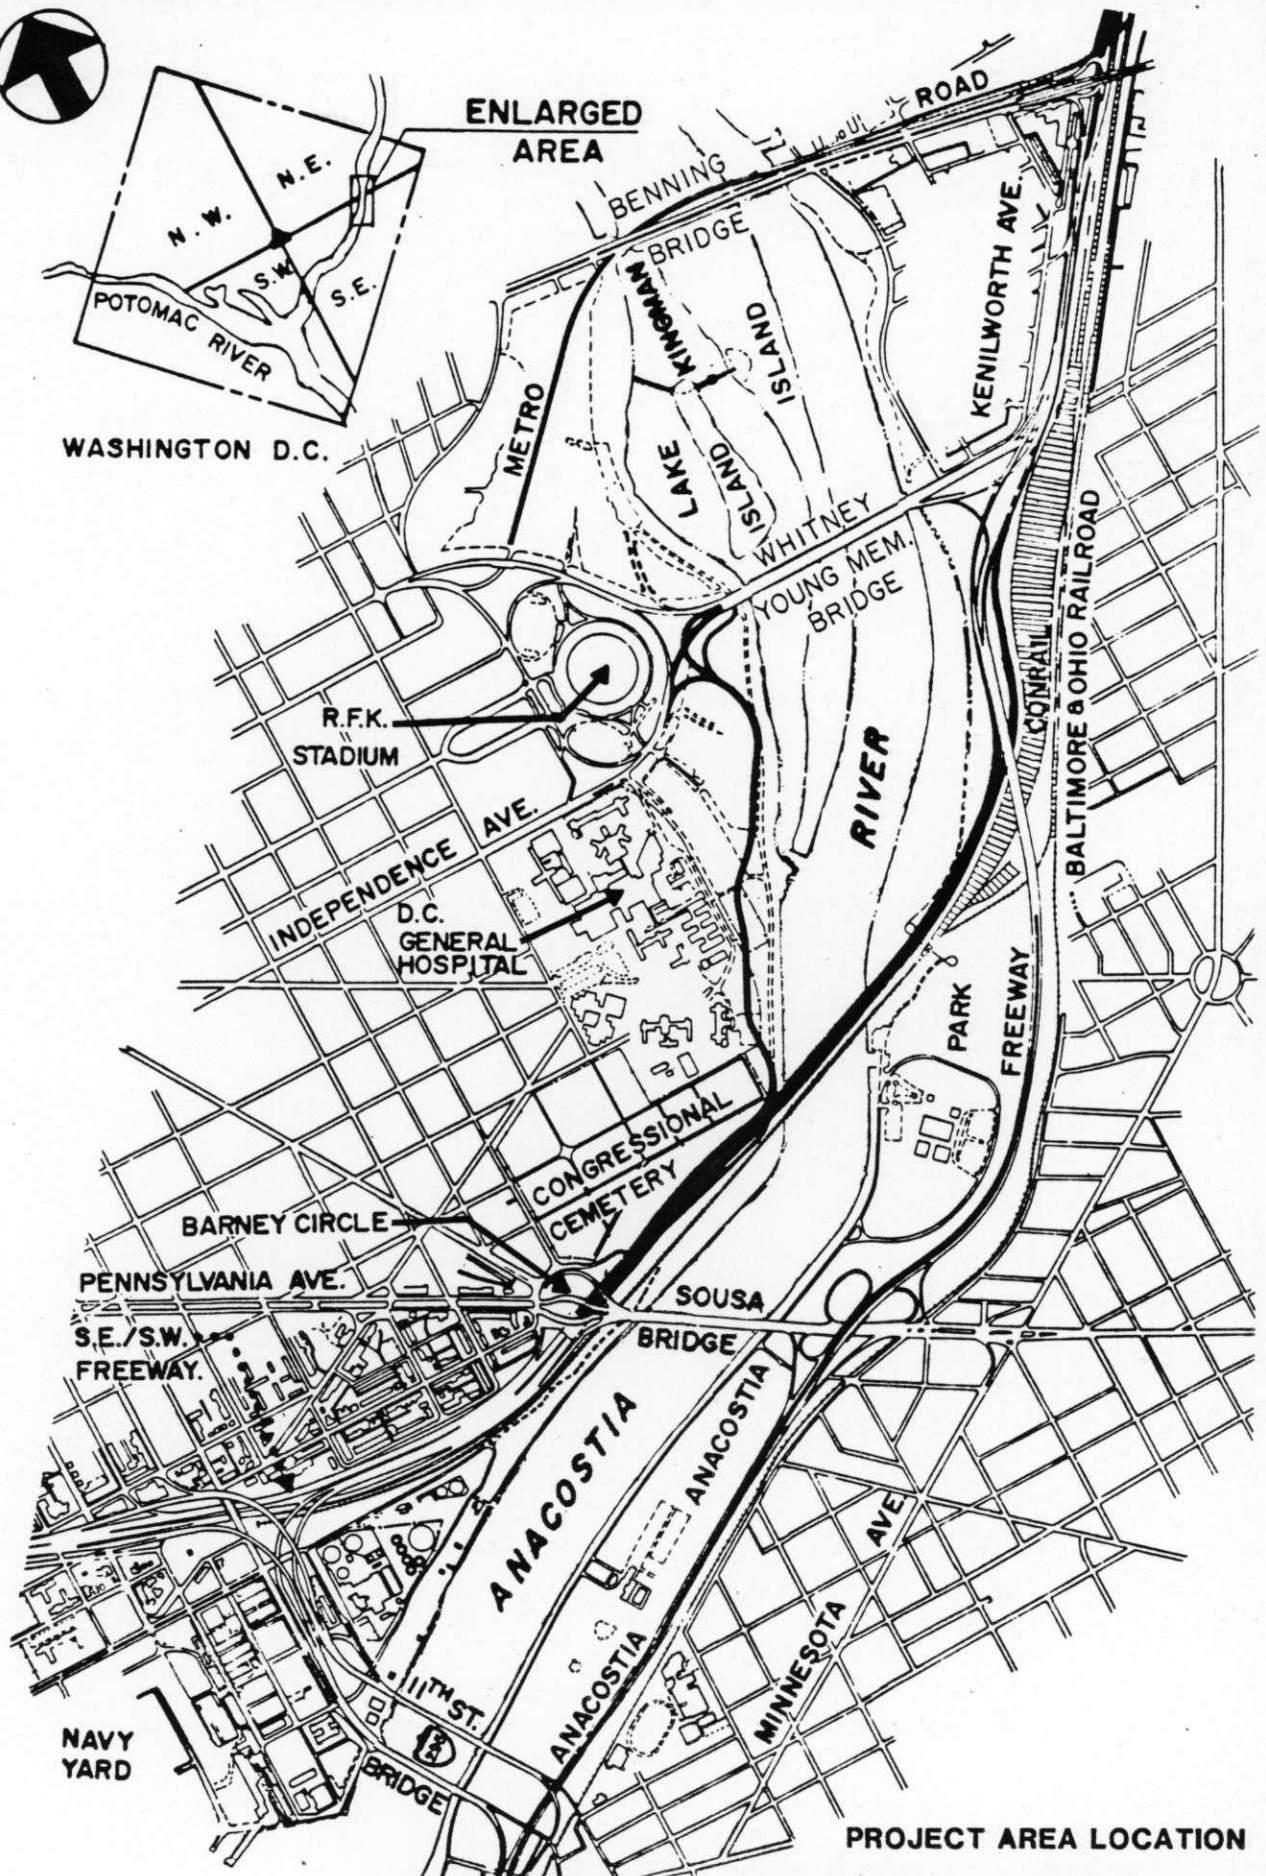 ENLARGED
AREA
N.E.
N.W.
S.W.
S.E.
POTOMAC RIVER
WASHINGTON D.C.
BENNING ROAD
BRIDGE
KENILWORTH AVE.
METRO
KINGMAN
ISLAND
LAKE
ISLAND
WHITNEY
YOUNG MEM.
BRIDGE
R.F.K.
STADIUM
CONRAIL
BALTIMORE & OHIO RAILROAD
RIVER
INDEPENDENCE AVE.
D.C.
GENERAL
HOSPITAL
PARK
FREEWAY
CONGRESSIONAL
CEMETERY
BARNEY CIRCLE
PENNSYLVANIA AVE.
SOUSA
BRIDGE
S.E./S.W.
FREEWAY.
ANACOSTIA
ANACOSTIA
ANACOSTIA
MINNESOTA AVE.
11TH ST.
BRIDGE
NAVY
YARD
PROJECT AREA LOCATION